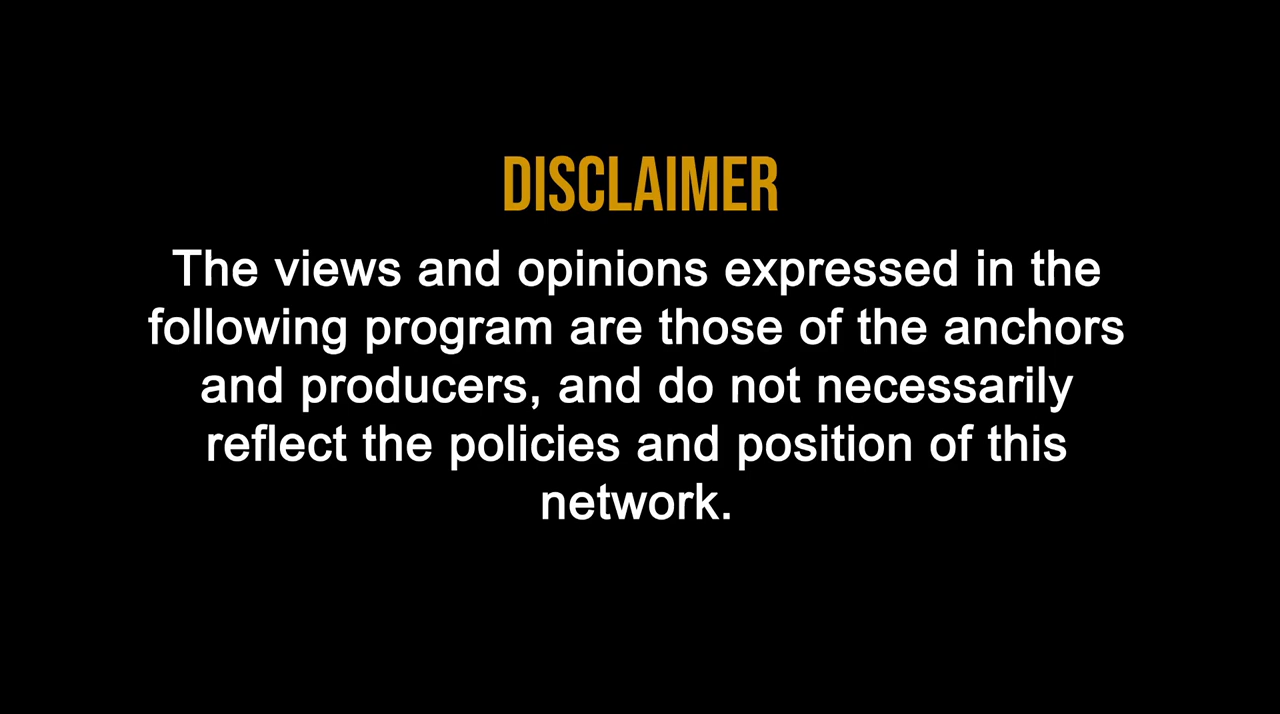 DISCLAIMER
The views and opinions expressed in the
following program are those of the anchors
and producers, and do not necessarily
reflect the policies and position of this
network.